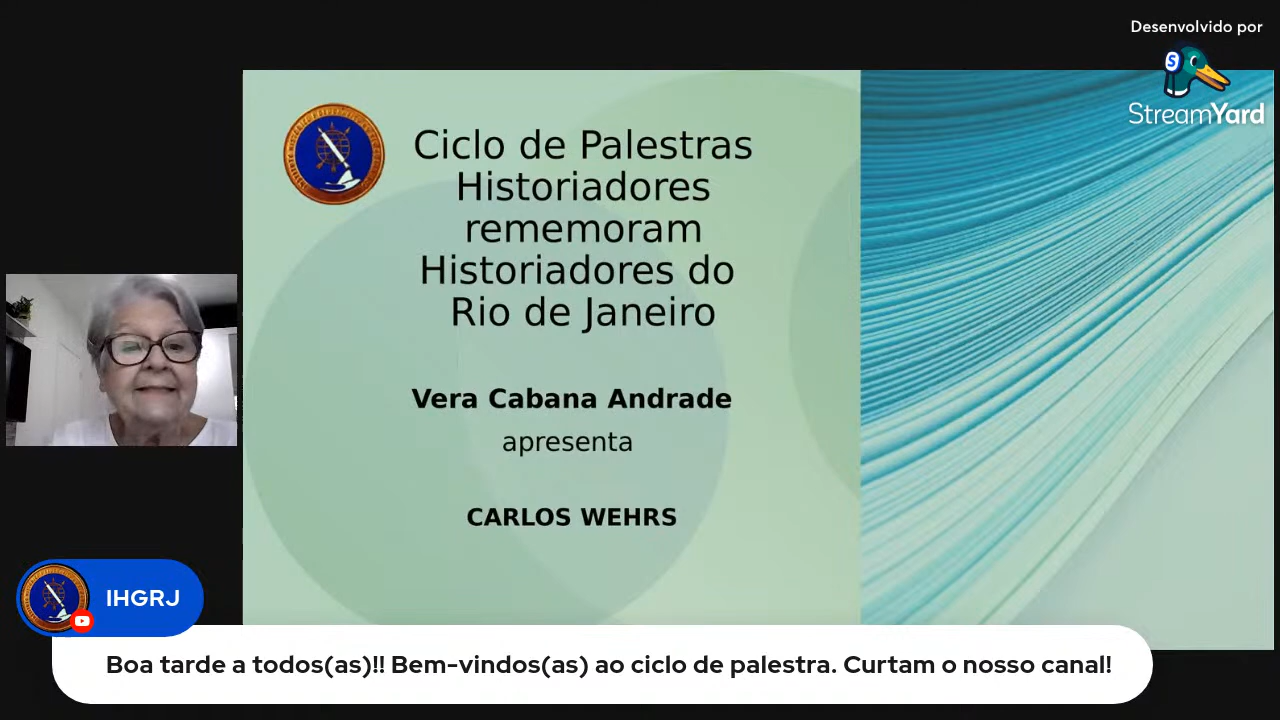 Desenvolvido por
StreamYard
Ciclo de Palestras
Historiadores
rememoram
Historiadores do
Rio de Janeiro
Vera Cabana Andrade
apresenta
CARLOS WEHRS
IHGRJ
Boa tarde a todos(as)!! Bem-vindos(as) ao ciclo de palestra. Curtam o nosso canal!